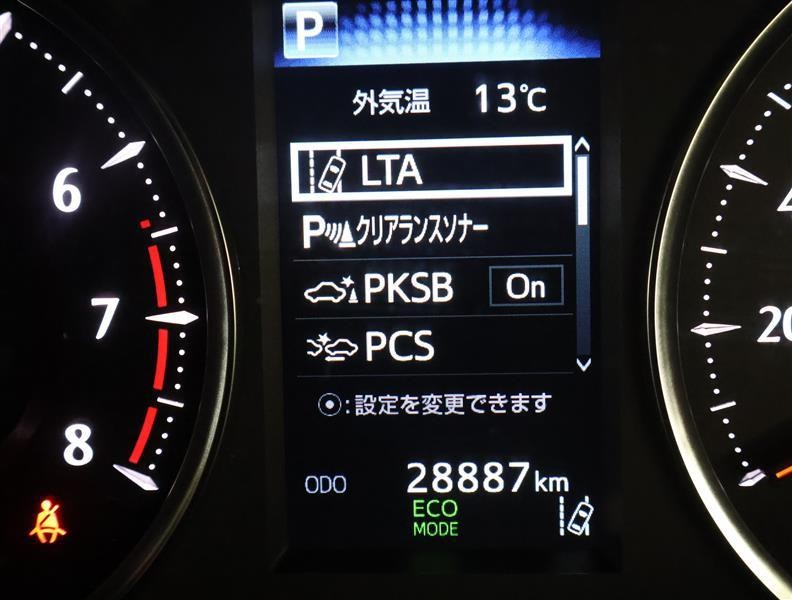 P
外気温 13℃
LTA
P クリアランスソナー
PKSB On
PCS
:設定を変更できます
ODO 28887 km
ECO
MODE
6
7
8
20